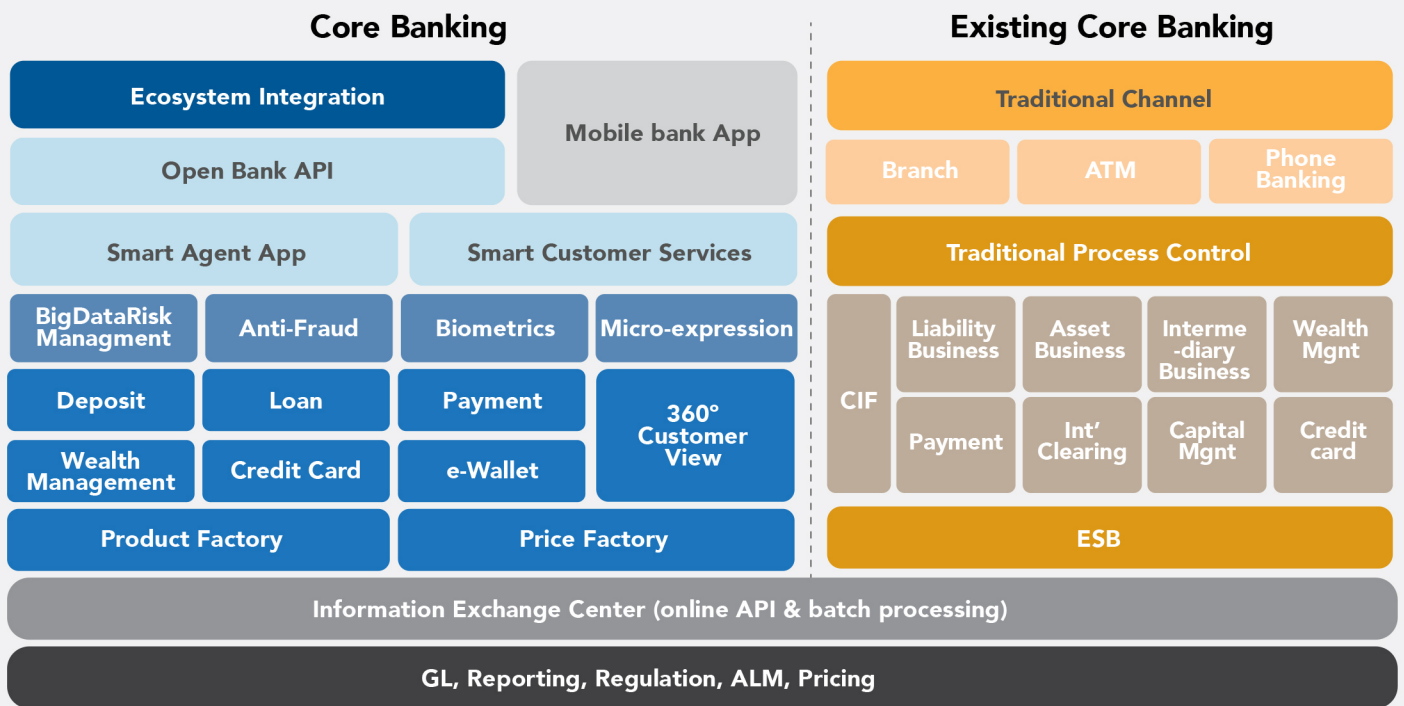 Core Banking
Existing Core Banking
Ecosystem Integration
Mobile bank App
Open Bank API
Smart Agent App
Smart Customer Services
BigDataRisk
Managment
Anti-Fraud
Biometrics
Micro-expression
Deposit
Loan
Payment
360º
Customer
View
Wealth
Management
Credit Card
e-Wallet
Product Factory
Price Factory
Traditional Channel
Branch
ATM
Phone
Banking
Traditional Process Control
CIF
Liability
Business
Asset
Business
Interme
-diary
Business
Wealth
Mgnt
Payment
Int’
Clearing
Capital
Mgnt
Credit
card
ESB
Information Exchange Center (online API & batch processing)
GL, Reporting, Regulation, ALM, Pricing